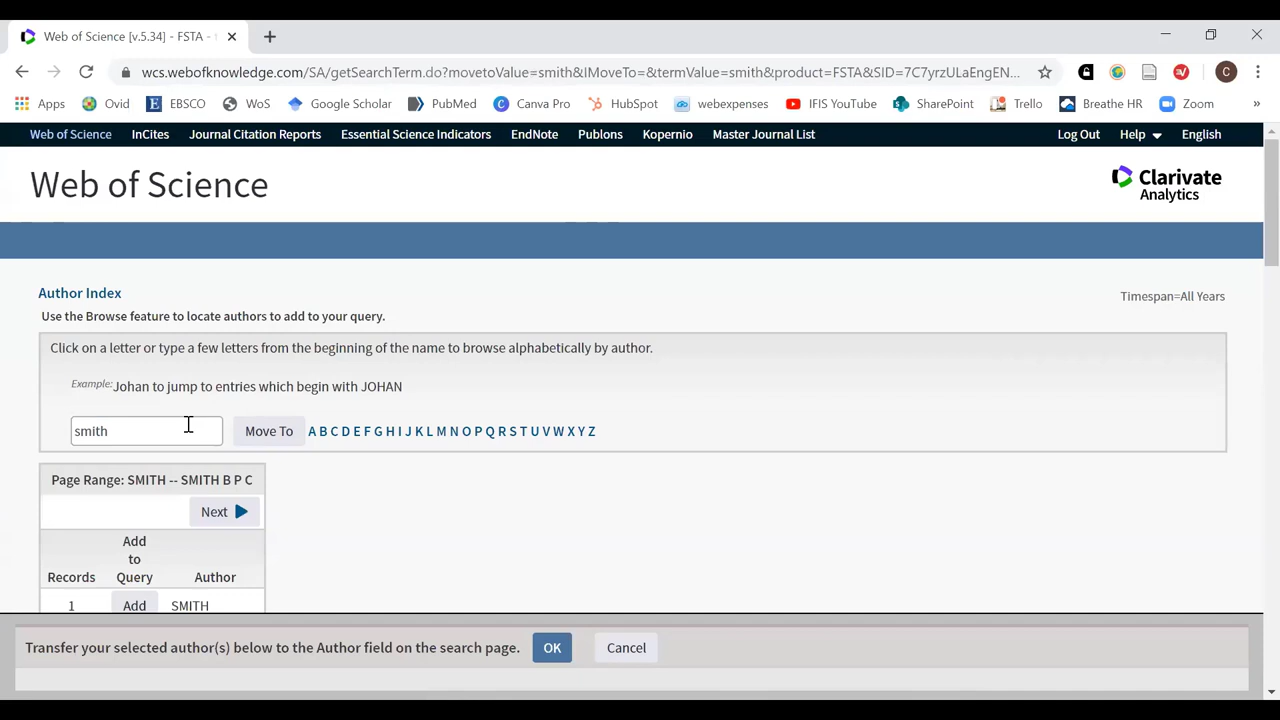 Web of Science [v.5.34] - FSTA -
wcs.webofknowledge.com/SA/getSearchTerm.do?movetoValue=smith&IMoveTo=&termValue=smith&product=FSTA&SID=7C7yrzULaEngEN...
C
Apps Ovid EBSCO WoS Google Scholar PubMed Canva Pro HubSpot webexpenses IFIS YouTube SharePoint Trello Breathe HR Zoom »
Web of Science InCites Journal Citation Reports Essential Science Indicators EndNote Publons Kopernio Master Journal List Log Out Help English
Web of Science
Clarivate
Analytics
Author Index
Timespan=All Years
Use the Browse feature to locate authors to add to your query.
Click on a letter or type a few letters from the beginning of the name to browse alphabetically by author.
Example: Johan to jump to entries which begin with JOHAN
smith Move To A B C D E F G H I J K L M N O P Q R S T U V W X Y Z
Page Range: SMITH -- SMITH B P C
Next
Add
to
Records Query Author
1 Add SMITH
Transfer your selected author(s) below to the Author field on the search page. OK Cancel